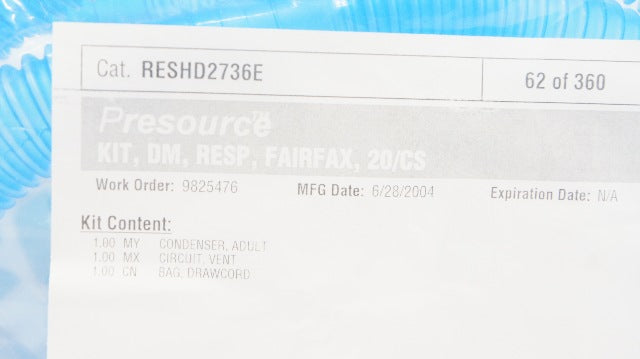 Cat. RESHD2736E
62 of 360
Presource
KIT, DM, RESP, FAIRFAX, 20/CS
Work Order: 9825476 MFG Date: 6/28/2004 Expiration Date: N/A
Kit Content:
1.00 MY CONDENSER, ADULT
1.00 MX CIRCUIT, VENT
1.00 CN BAG, DRAWCORD